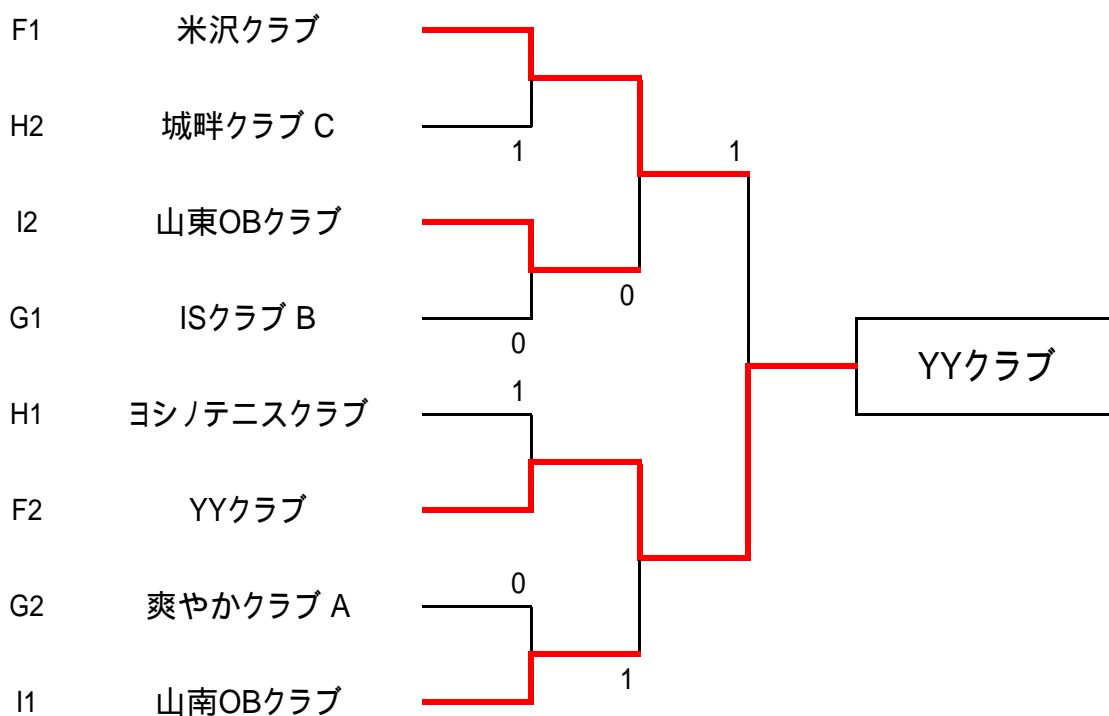 F1 米沢クラブ
H2 城畔クラブ C
1
1
I2 山東OBクラブ
0
G1 ISクラブ B
0
YYクラブ
1
H1 ヨシノテニスクラブ
F2 YYクラブ
0
G2 爽やかクラブ A
1
I1 山南OBクラブ